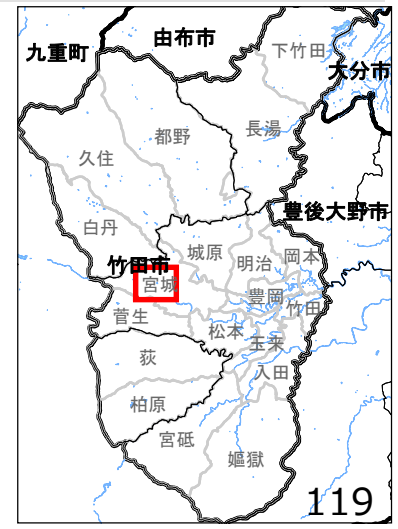 由布市
九重町
下竹田
大分市
長湯
都野
久住
豊後大野市
白丹
城原
岡本
明治
竹田市
宮城
豊岡
竹田
菅生
松本
玉来
荻
入田
柏原
宮砥
嫗獄
119